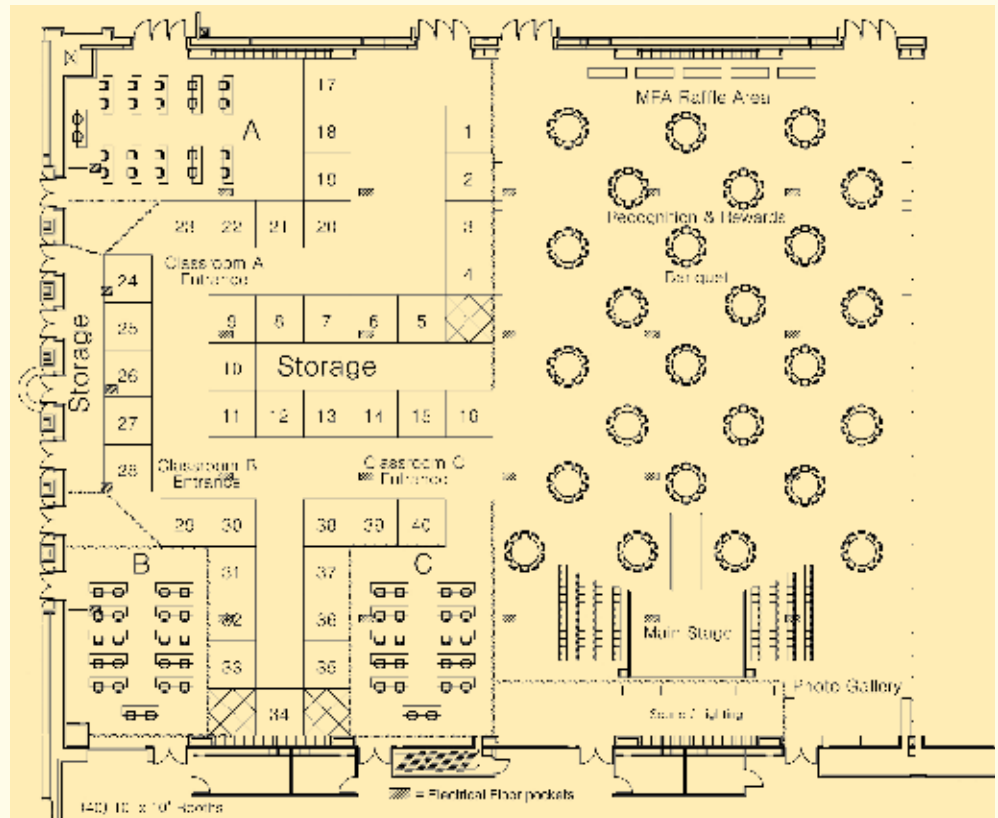 17
MFA Raffle Area
A
18
1
19
2
Recognition & Rewards
23
22
21
20
3
Classroom A
Entrance
Banquet
24
4
25
9
8
7
6
5
Storage
26
10
Storage
27
11
12
13
14
15
16
28
Classroom B
Entrance
Classroom C
Entrance
29
30
38
39
40
B
31
37
C
32
36
Main Stage
33
35
Photo Gallery
34
Sound / Lighting
= Electrical Floor pockets
(40) 10' x 10' Booths